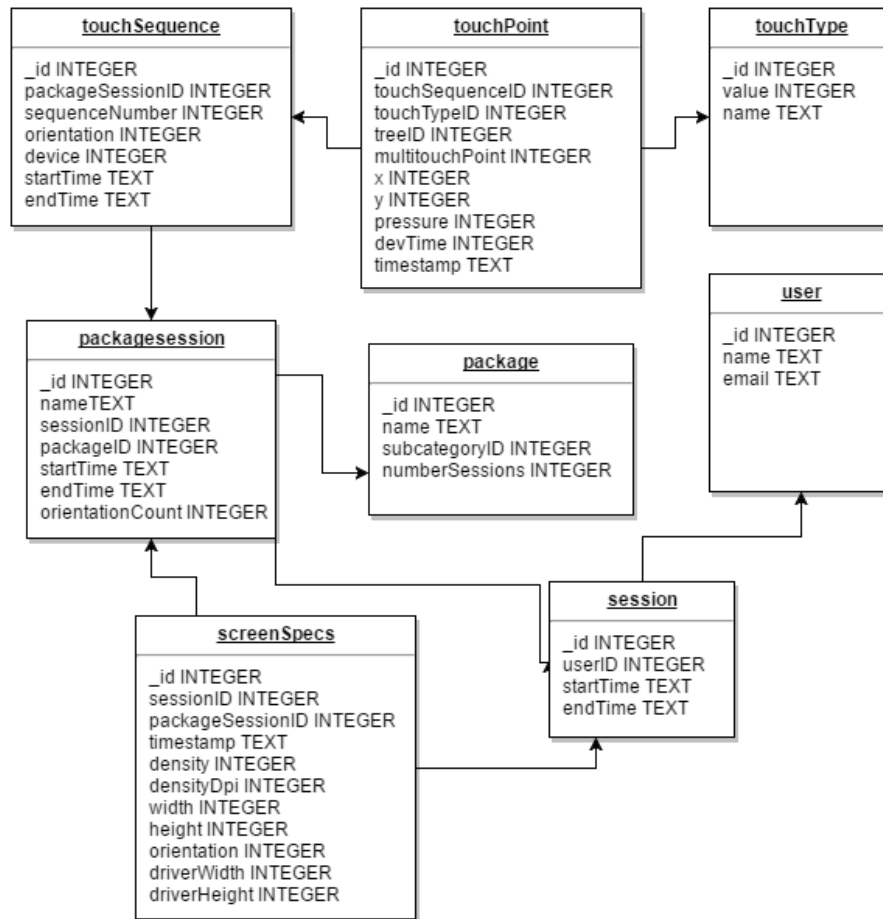 touchSequence
_id INTEGER
packageSessionID INTEGER
sequenceNumber INTEGER
orientation INTEGER
device INTEGER
startTime TEXT
endTime TEXT
touchPoint
_id INTEGER
touchSequenceID INTEGER
touchTypeID INTEGER
treeID INTEGER
multitouchPoint INTEGER
x INTEGER
y INTEGER
pressure INTEGER
devTime INTEGER
timestamp TEXT
touchType
_id INTEGER
value INTEGER
name TEXT
user
_id INTEGER
name TEXT
email TEXT
packagesession
_id INTEGER
nameTEXT
sessionID INTEGER
packageID INTEGER
startTime TEXT
endTime TEXT
orientationCount INTEGER
package
_id INTEGER
name TEXT
subcategoryID INTEGER
numberSessions INTEGER
session
_id INTEGER
userID INTEGER
startTime TEXT
endTime TEXT
screenSpecs
_id INTEGER
sessionID INTEGER
packageSessionID INTEGER
timestamp TEXT
density INTEGER
densityDpi INTEGER
width INTEGER
height INTEGER
orientation INTEGER
driverWidth INTEGER
driverHeight INTEGER